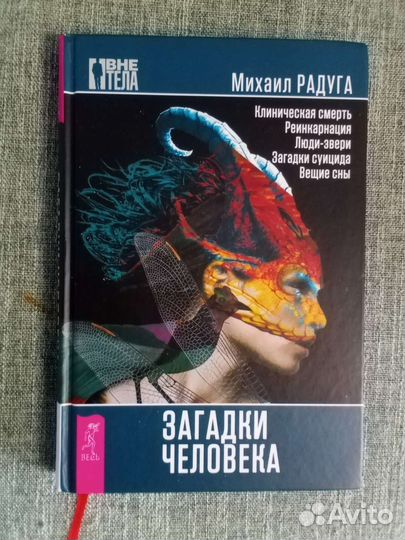 ВНЕ
ТЕЛА
Михаил РАДУГА
Клиническая смерть
Реинкарнация
Люди-звери
Загадки суицида
Вещие сны
ЗАГАДКИ
ЧЕЛОВЕКА
ВЕСЬ
Avito